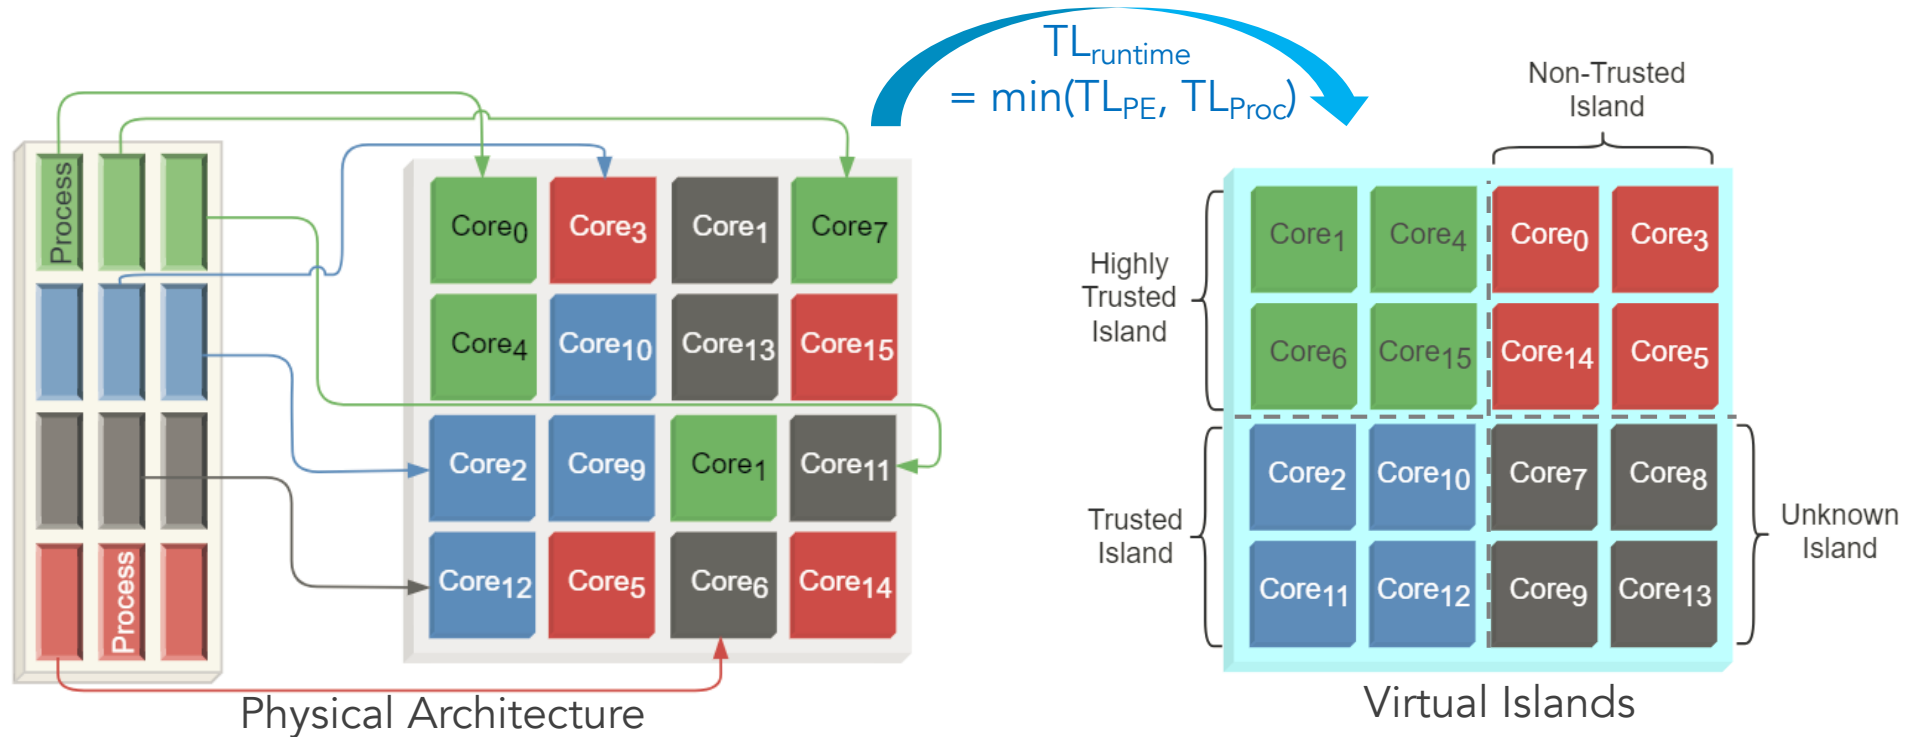 TLruntime
= min(TLPE, TLProc)
Process
Process
Core0 Core3 Core1 Core7
Core4 Core10 Core13 Core15
Core2 Core9 Core1 Core11
Core12 Core5 Core6 Core14
Physical Architecture
Non-Trusted
Island
Highly
Trusted
Island
Core1 Core4 Core0 Core3
Core6 Core15 Core14 Core5
Trusted
Island
Core2 Core10 Core7 Core8
Core11 Core12 Core9 Core13
Unknown
Island
Virtual Islands